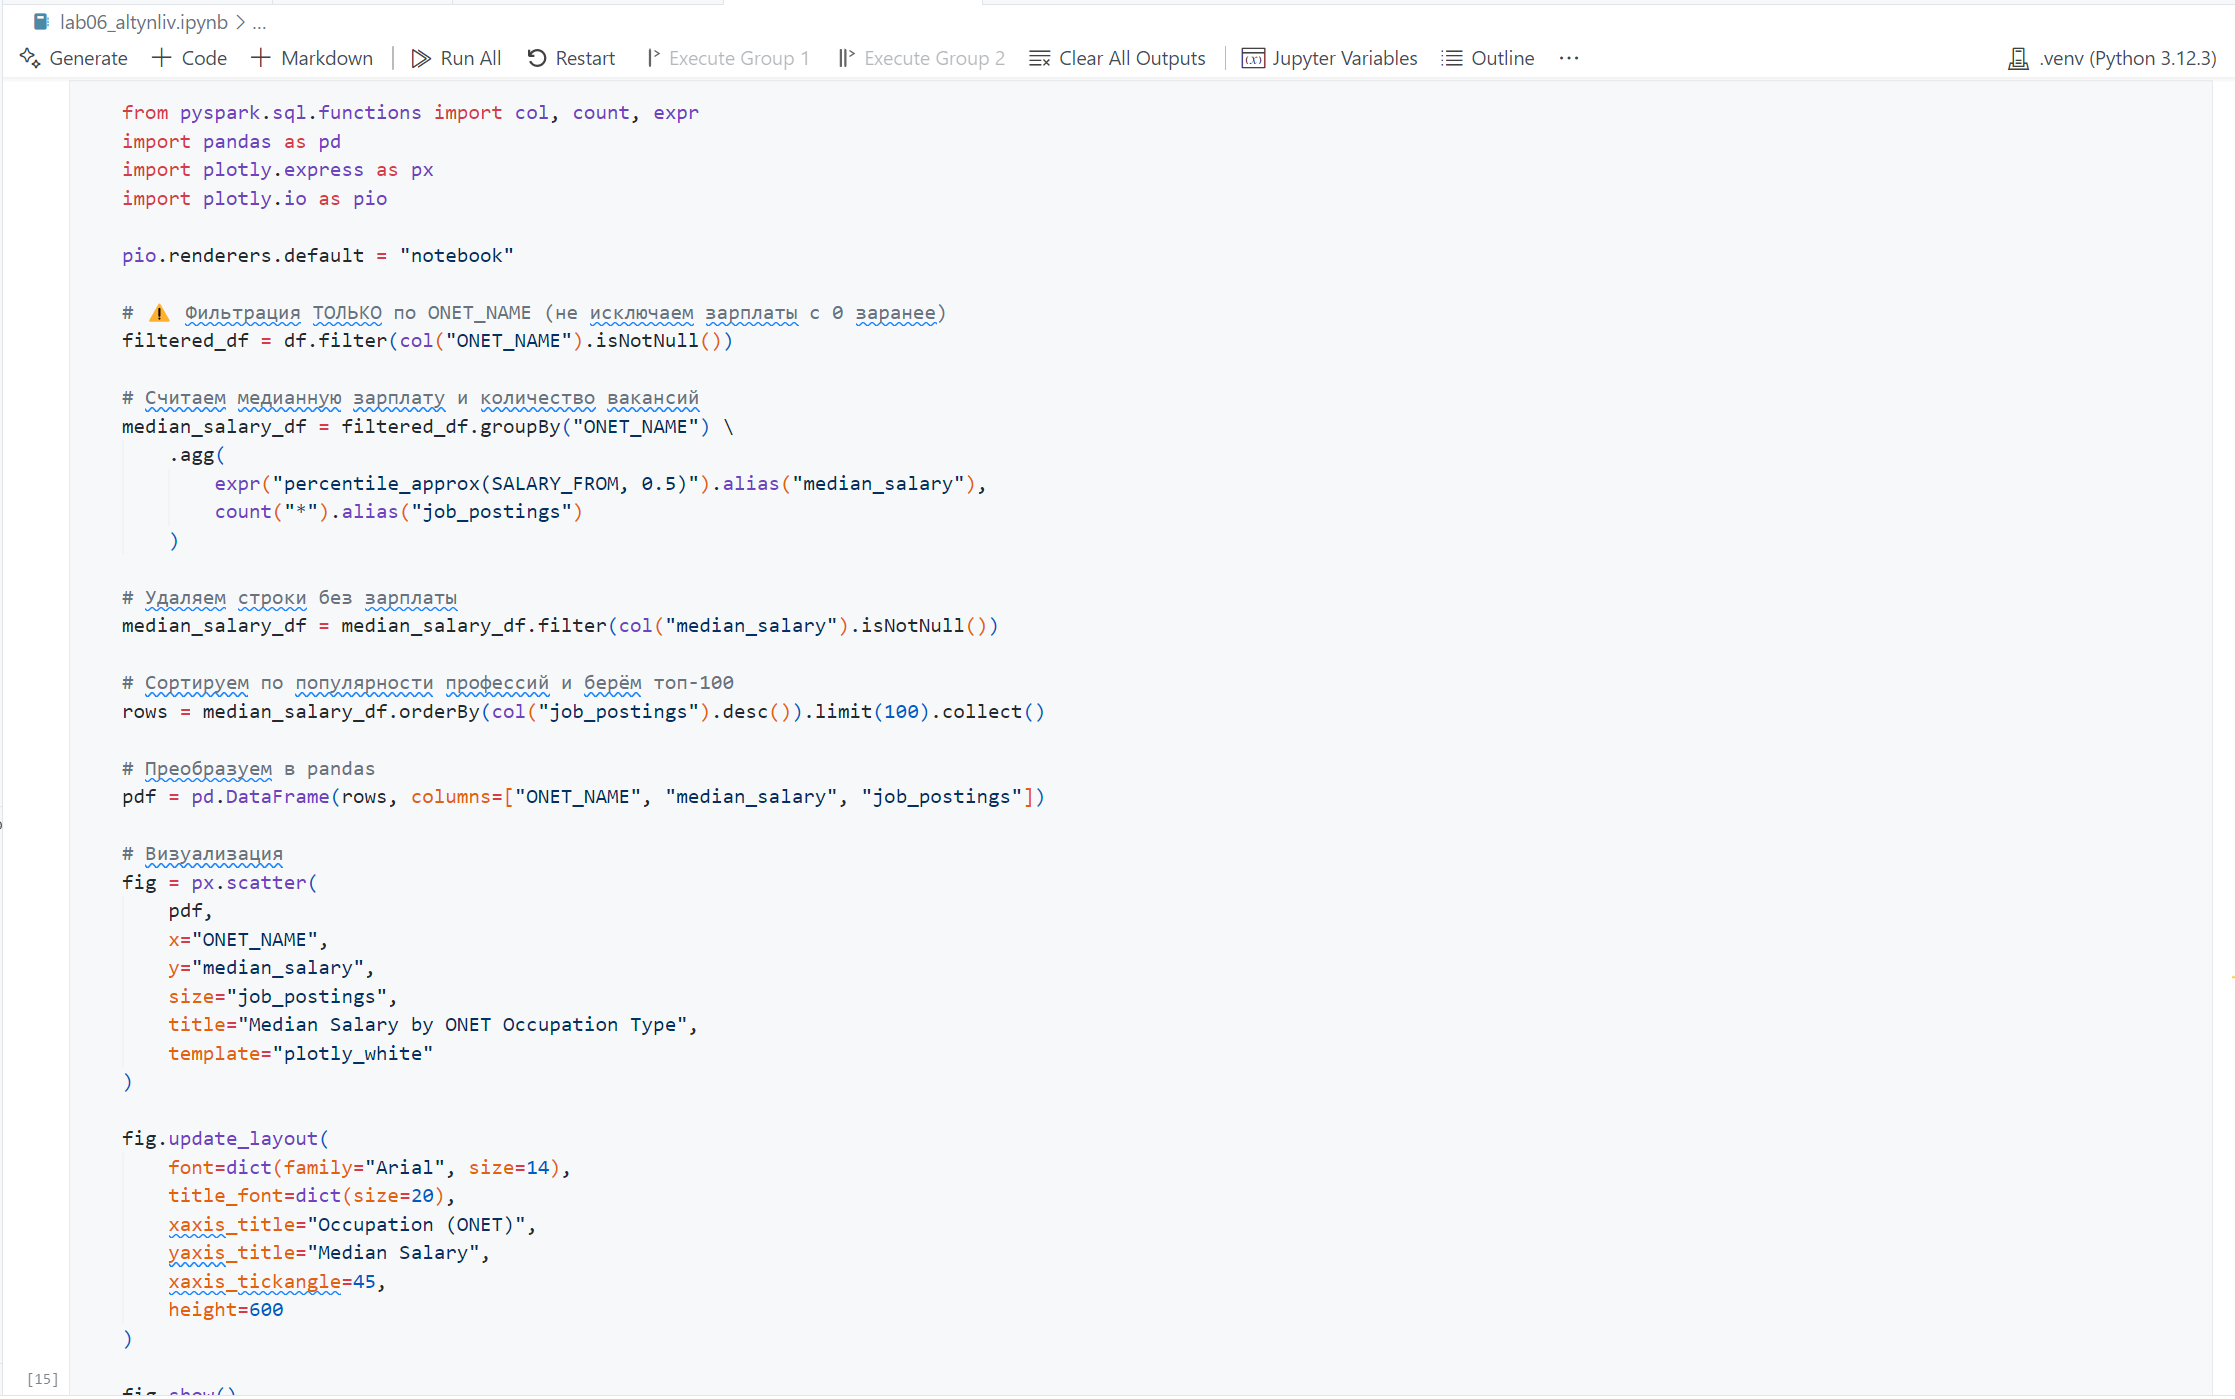 lab06_altynliv.ipynb > ...
Generate + Code + Markdown | Run All Restart Execute Group 1 Execute Group 2 Clear All Outputs | Jupyter Variables Outline ... .venv (Python 3.12.3)
from pyspark.sql.functions import col, count, expr
import pandas as pd
import plotly.express as px
import plotly.io as pio
pio.renderers.default = "notebook"
# ⚠️ Фильтрация ТОЛЬКО по ONET_NAME (не исключаем зарплаты с 0 заранее)
filtered_df = df.filter(col("ONET_NAME").isNotNull())
# Считаем медианную зарплату и количество вакансий
median_salary_df = filtered_df.groupBy("ONET_NAME") \
    .agg(
        expr("percentile_approx(SALARY_FROM, 0.5)").alias("median_salary"),
        count("*").alias("job_postings")
    )
# Удаляем строки без зарплаты
median_salary_df = median_salary_df.filter(col("median_salary").isNotNull())
# Сортируем по популярности профессий и берём топ-100
rows = median_salary_df.orderBy(col("job_postings").desc()).limit(100).collect()
# Преобразуем в pandas
pdf = pd.DataFrame(rows, columns=["ONET_NAME", "median_salary", "job_postings"])
# Визуализация
fig = px.scatter(
    pdf,
    x="ONET_NAME",
    y="median_salary",
    size="job_postings",
    title="Median Salary by ONET Occupation Type",
    template="plotly_white"
)
fig.update_layout(
    font=dict(family="Arial", size=14),
    title_font=dict(size=20),
    xaxis_title="Occupation (ONET)",
    yaxis_title="Median Salary",
    xaxis_tickangle=45,
    height=600
)
[15]
fig.show()